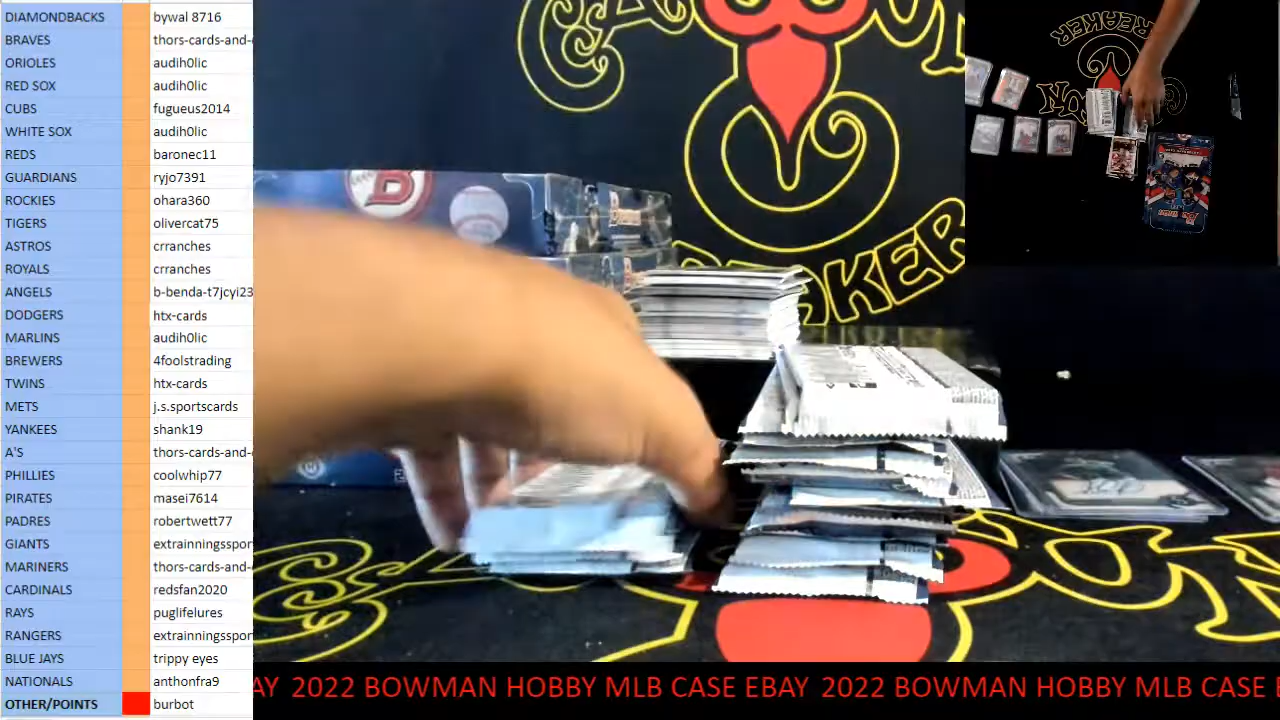 DIAMONDBACKS bywal 8716
BRAVES thors-cards-and-
ORIOLES audih0lic
RED SOX audih0lic
CUBS fugueus2014
WHITE SOX audih0lic
REDS baronec11
GUARDIANS ryjo7391
ROCKIES ohara360
TIGERS olivercat75
ASTROS crranches
ROYALS crranches
ANGELS b-benda-t7jcyi23
DODGERS htx-cards
MARLINS audih0lic
BREWERS 4foolstrading
TWINS htx-cards
METS j.s.sportscards
YANKEES shank19
A'S thors-cards-and-
PHILLIES coolwhip77
PIRATES masei7614
PADRES robertwett77
GIANTS extrainningsspor
MARINERS thors-cards-and-
CARDINALS redsfan2020
RAYS puglifelures
RANGERS extrainningsspor
BLUE JAYS trippy eyes
NATIONALS anthonfra9
OTHER/POINTS burbot
B
BREAKER
REAKER
AY 2022 BOWMAN HOBBY MLB CASE EBAY 2022 BOWMAN HOBBY MLB CASE E